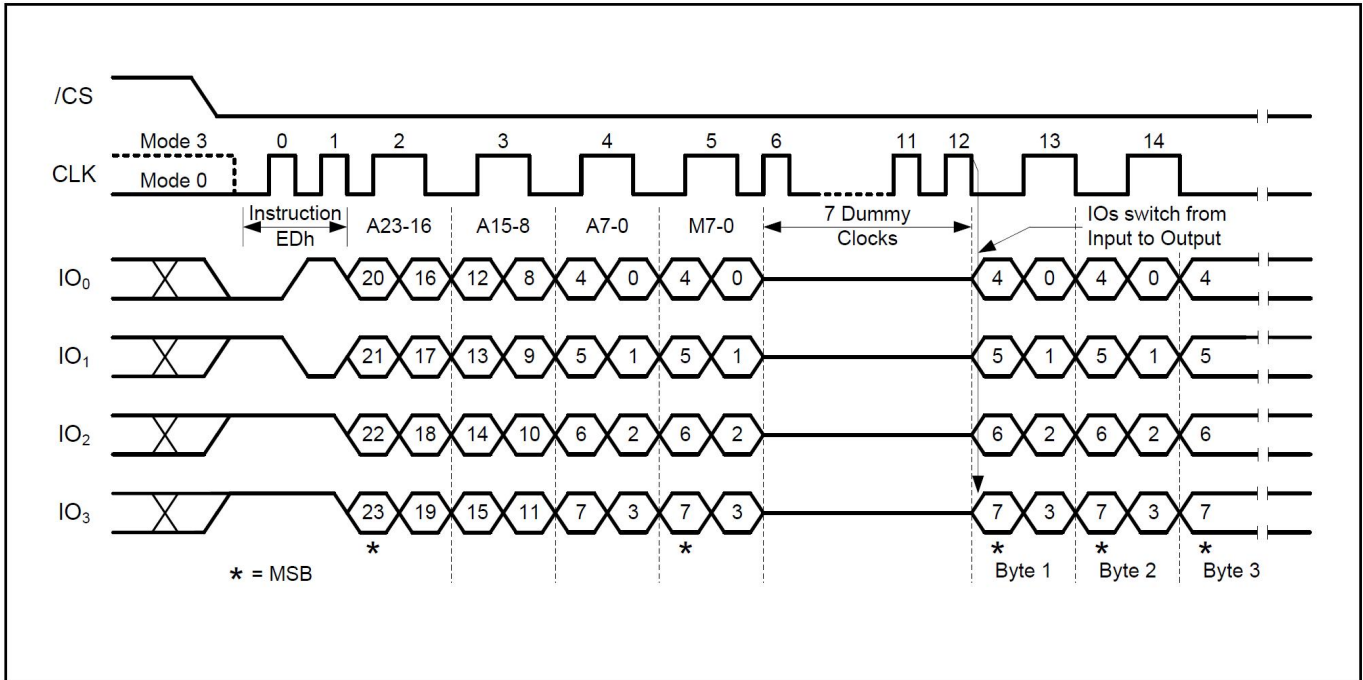 /CS
Mode 3 0 1 2 3 4 5 6 11 12 13 14
CLK Mode 0
Instruction A23-16 A15-8 A7-0 M7-0 7 Dummy IOs switch from
EDh Clocks Input to Output
IO₀ 20 16 12 8 4 0 4 0 4 0 4 0 4
IO₁ 21 17 13 9 5 1 5 1 5 1 5 1 5
IO₂ 22 18 14 10 6 2 6 2 6 2 6 2 6
IO₃ 23 19 15 11 7 3 7 3 7 3 7 3 7
* * * * *
* = MSB Byte 1 Byte 2 Byte 3